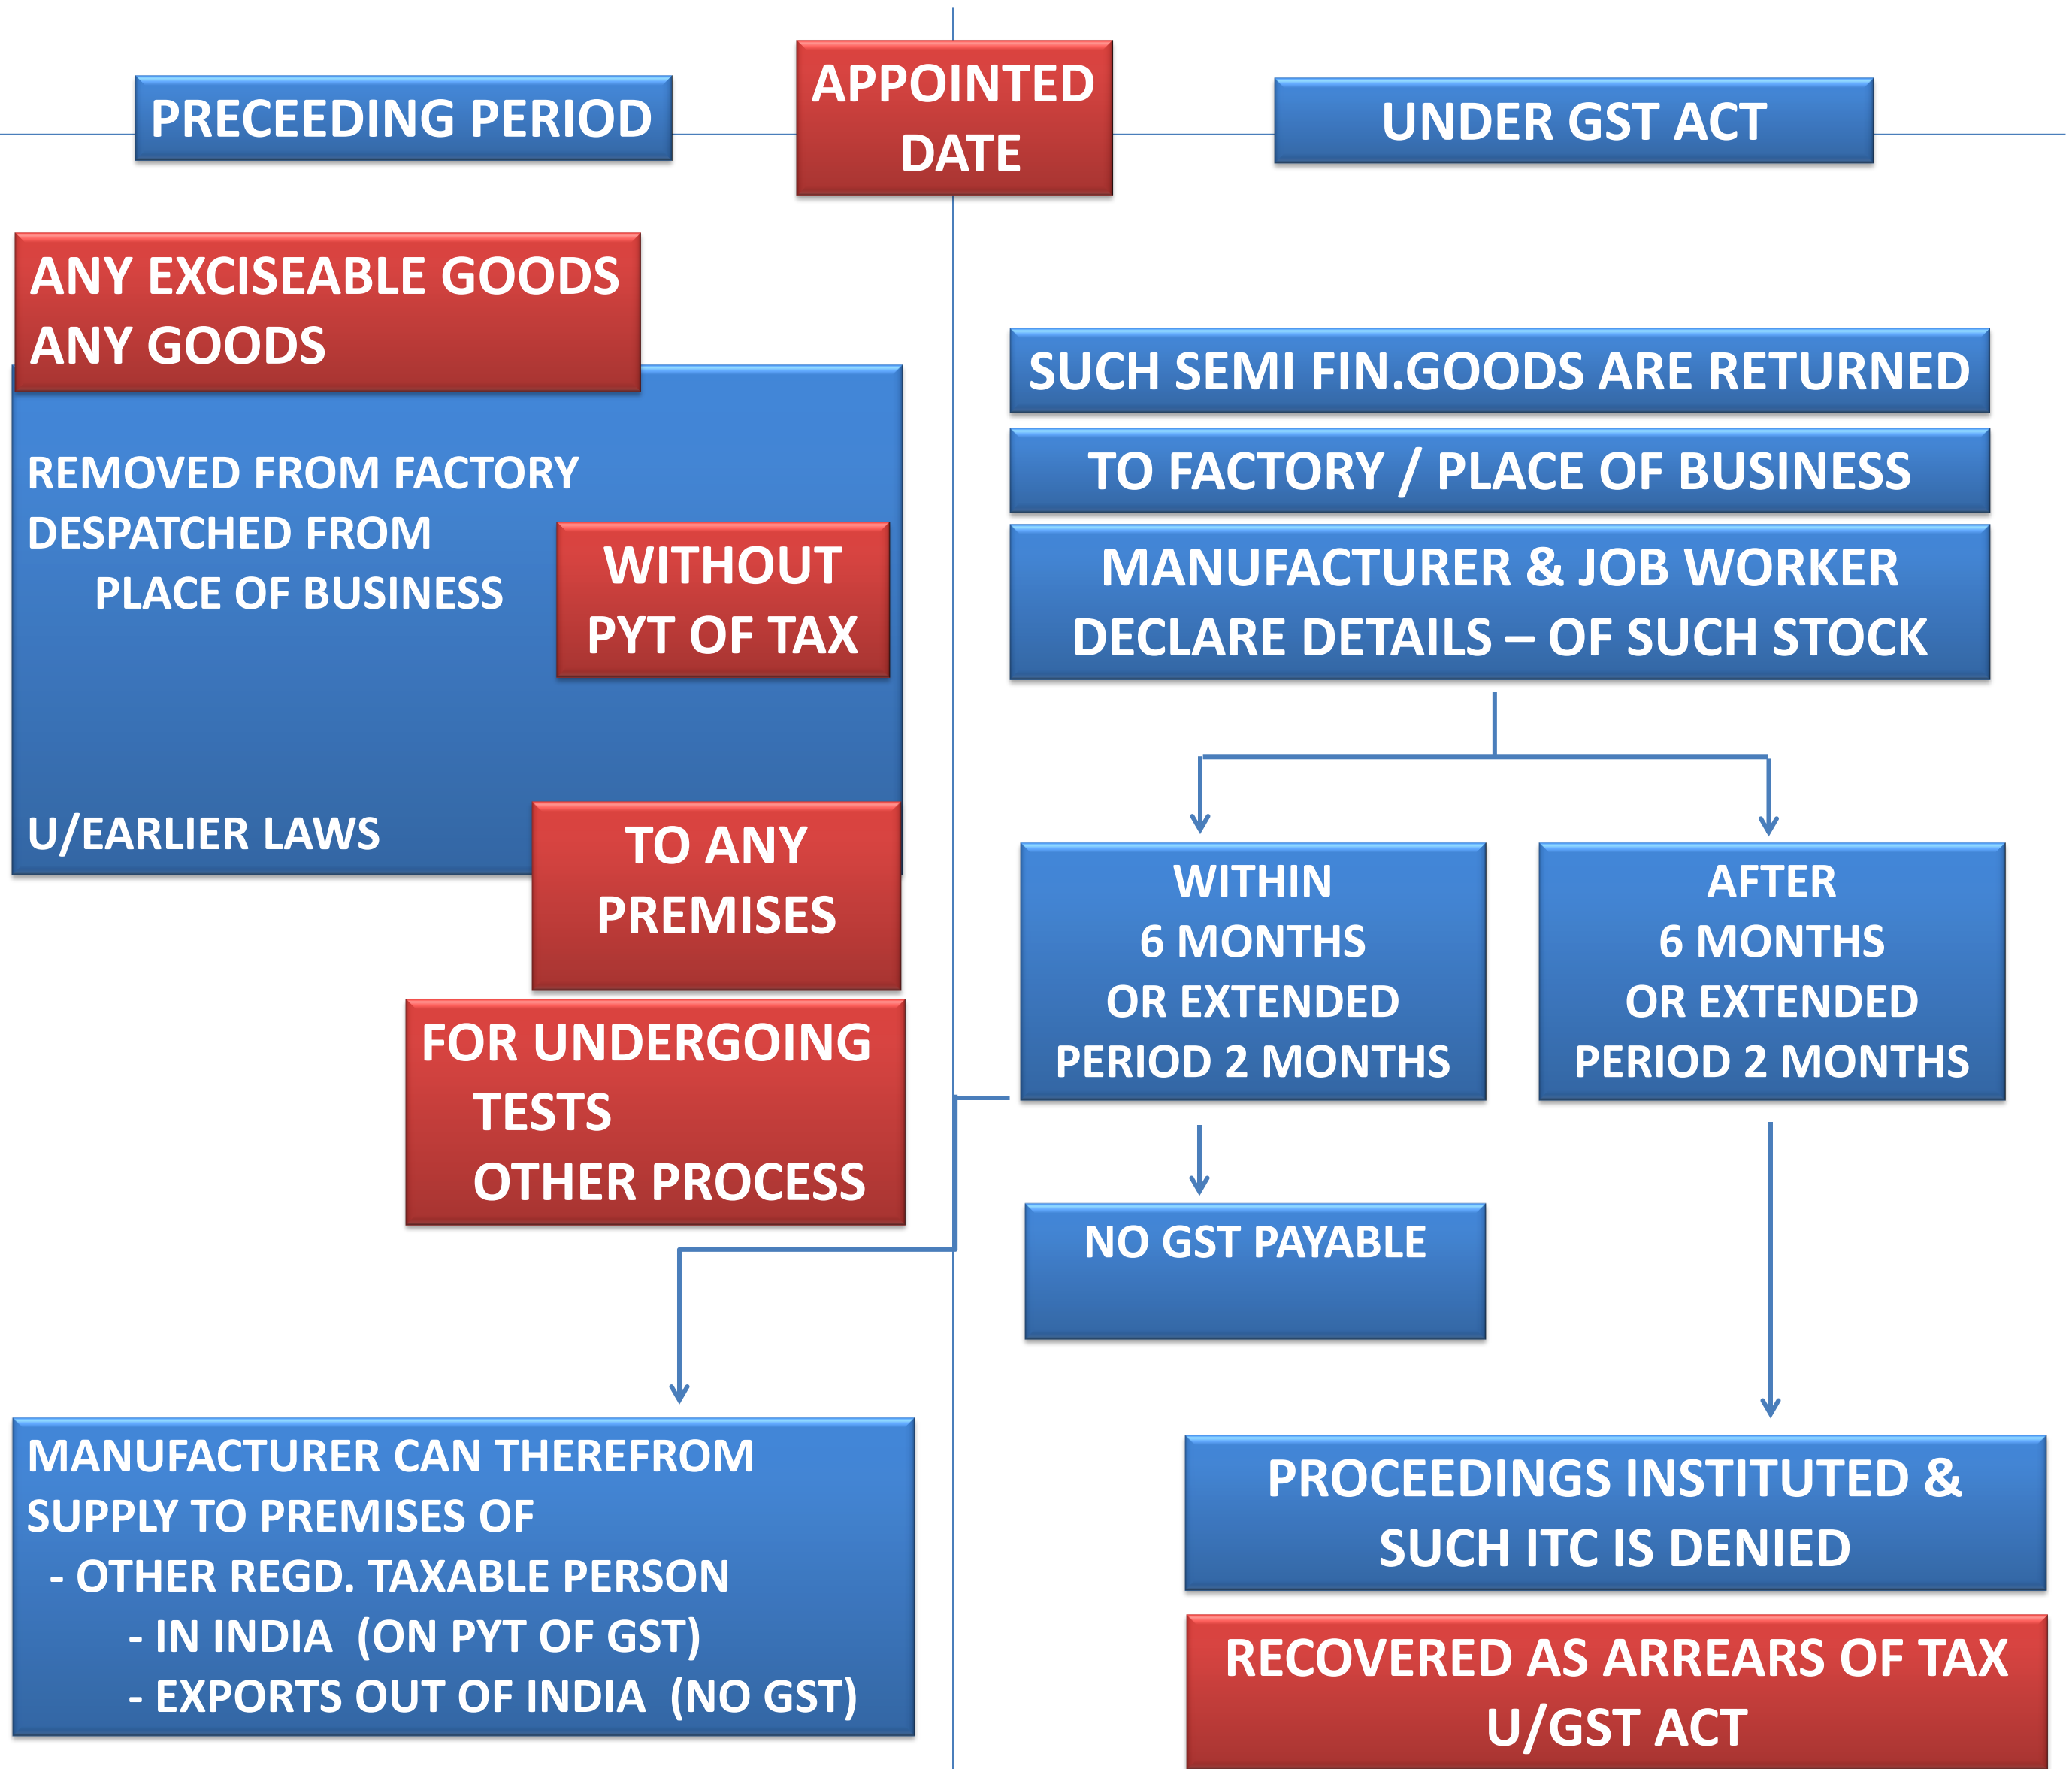 PRECEEDING PERIOD
APPOINTED
DATE
UNDER GST ACT
ANY EXCISEABLE GOODS
ANY GOODS
REMOVED FROM FACTORY
DESPATCHED FROM
PLACE OF BUSINESS
WITHOUT
PYT OF TAX
U/EARLIER LAWS
TO ANY
PREMISES
FOR UNDERGOING
TESTS
OTHER PROCESS
SUCH SEMI FIN.GOODS ARE RETURNED
TO FACTORY / PLACE OF BUSINESS
MANUFACTURER & JOB WORKER
DECLARE DETAILS – OF SUCH STOCK
WITHIN
6 MONTHS
OR EXTENDED
PERIOD 2 MONTHS
AFTER
6 MONTHS
OR EXTENDED
PERIOD 2 MONTHS
NO GST PAYABLE
MANUFACTURER CAN THEREFROM
SUPPLY TO PREMISES OF
- OTHER REGD. TAXABLE PERSON
- IN INDIA (ON PYT OF GST)
- EXPORTS OUT OF INDIA (NO GST)
PROCEEDINGS INSTITUTED &
SUCH ITC IS DENIED
RECOVERED AS ARREARS OF TAX
U/GST ACT